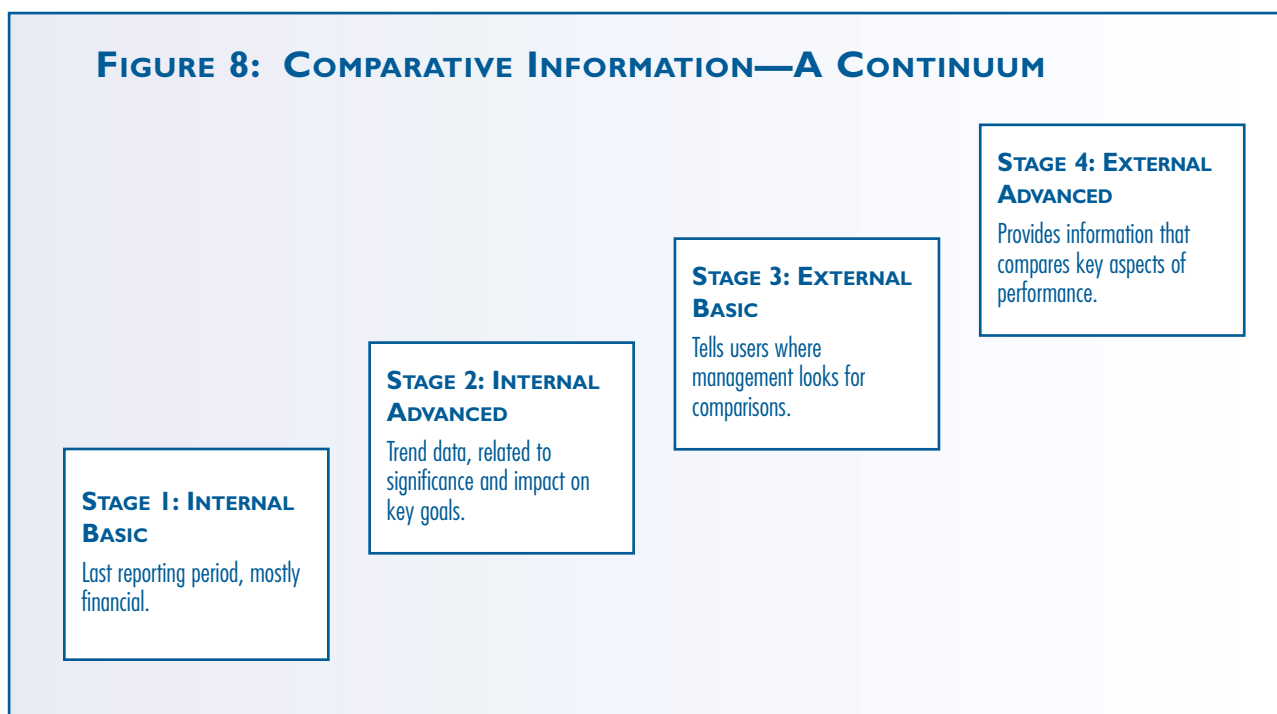 FIGURE 8: COMPARATIVE INFORMATION—A CONTINUUM
STAGE 1: INTERNAL
BASIC
Last reporting period, mostly
financial.
STAGE 2: INTERNAL
ADVANCED
Trend data, related to
significance and impact on
key goals.
STAGE 3: EXTERNAL
BASIC
Tells users where
management looks for
comparisons.
STAGE 4: EXTERNAL
ADVANCED
Provides information that
compares key aspects of
performance.